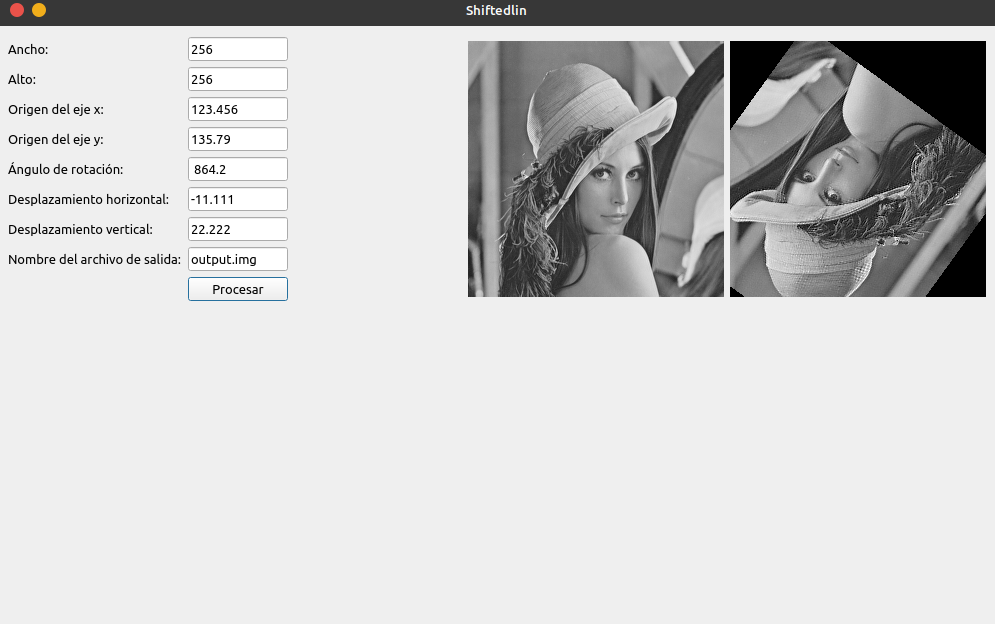 Shiftedlin
Ancho: 256
Alto: 256
Origen del eje x: 123.456
Origen del eje y: 135.79
Ángulo de rotación: 864.2
Desplazamiento horizontal: -11.111
Desplazamiento vertical: 22.222
Nombre del archivo de salida: output.img
Procesar